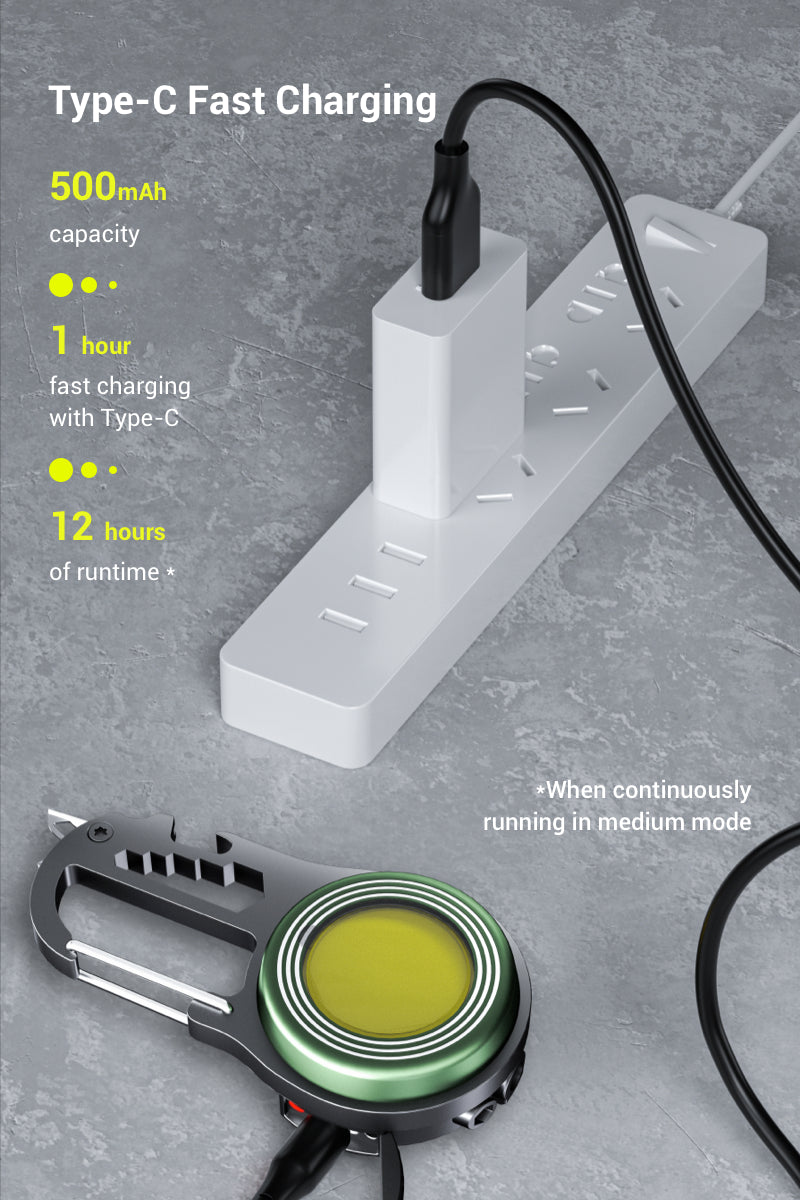 Type-C Fast Charging
500mAh
capacity
1 hour
fast charging
with Type-C
12 hours
of runtime *
*When continuously
running in medium mode